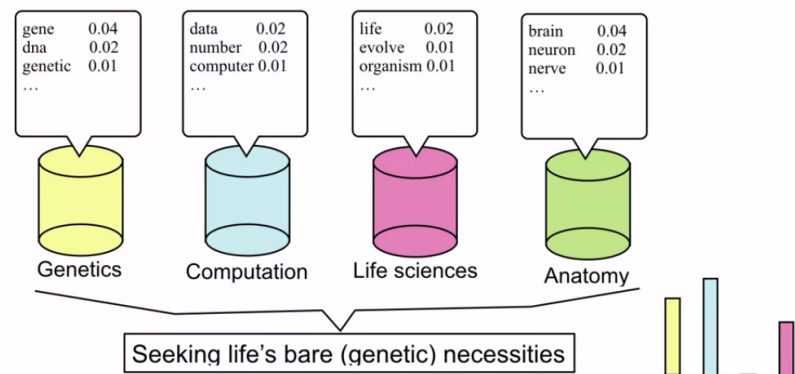 gene 0.04
dna 0.02
genetic 0.01
...
data 0.02
number 0.02
computer 0.01
...
life 0.02
evolve 0.01
organism 0.01
...
brain 0.04
neuron 0.02
nerve 0.01
...
Genetics
Computation
Life sciences
Anatomy
Seeking life's bare (genetic) necessities